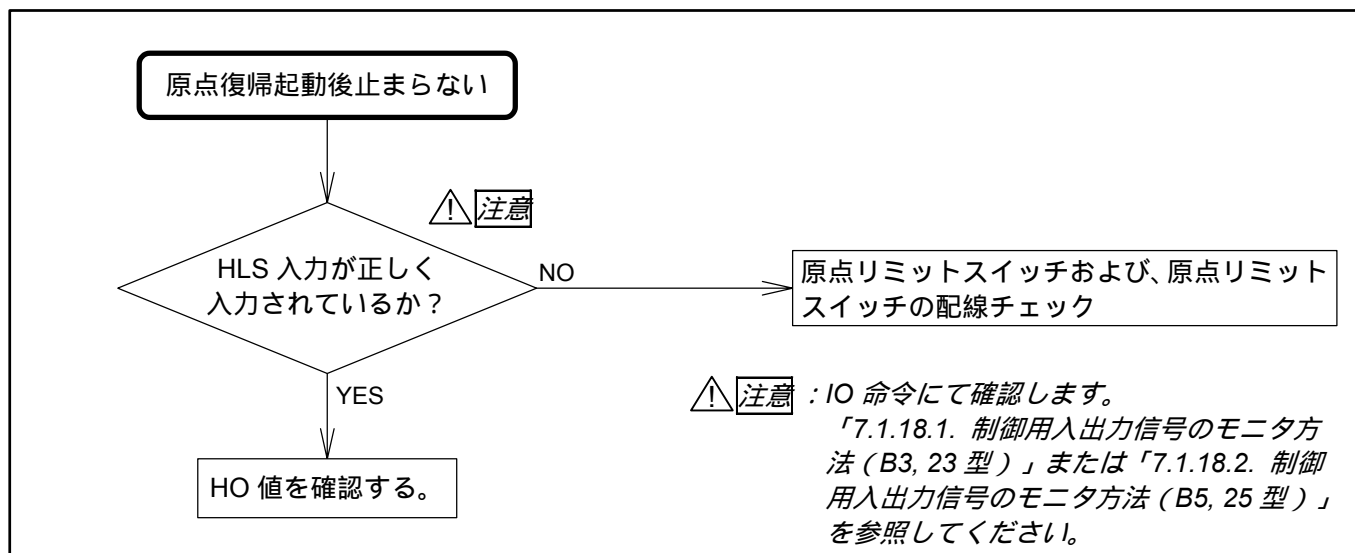 原点復帰起動後止まらない
注意
HLS 入力が正しく
入力されているか？
NO
原点リミットスイッチおよび、原点リミット
スイッチの配線チェック
YES
HO 値を確認する。
注意：IO 命令にて確認します。
「7.1.18.1. 制御用入出力信号のモニタ方
法（B3, 23 型）」または「7.1.18.2. 制御
用入出力信号のモニタ方法（B5, 25 型）」
を参照してください。